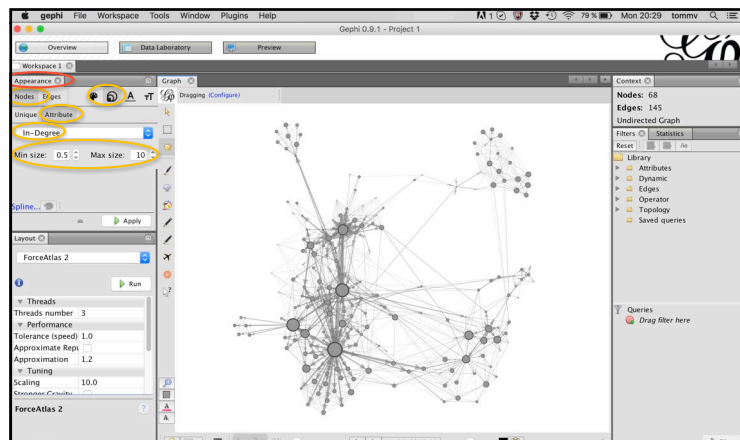 gephi File Workspace Tools Window Plugins Help
1 79 % Mon 20:29 tommv
Gephi 0.9.1 - Project 1
Overview Data Laboratory Preview
Workspace 1
Appearance
Nodes Edges A T
Unique Attribute
In-Degree
Min size: 0.5 Max size: 10
Spline...
Apply
Layout
ForceAtlas 2
Run
Threads
Threads number 3
Performance
Tolerance (speed) 1.0
Approximate Repu
Approximation 1.2
Tuning
Scaling 10.0
Stronger Gravity
ForceAtlas 2
Graph
Dragging (Configure)
A
A
Context
Nodes: 68
Edges: 145
Undirected Graph
Filters Statistics
Reset
Library
Attributes
Dynamic
Edges
Operator
Topology
Saved queries
Queries
Drag filter here